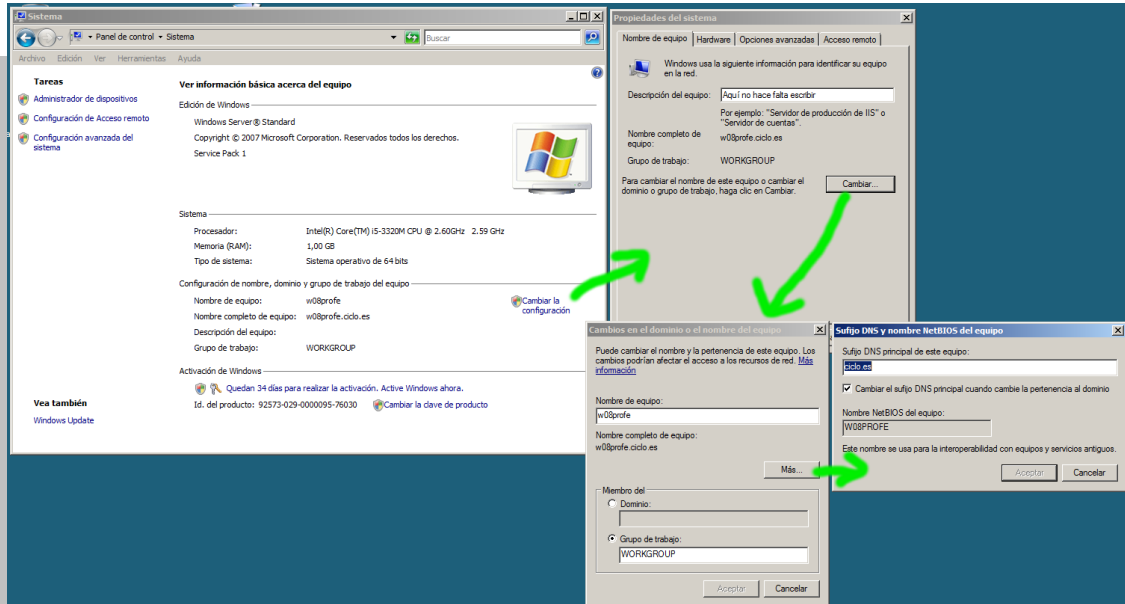 Sistema
Panel de control
Sistema
Buscar
Archivo Edición Ver Herramientas Ayuda
Tareas
Administrador de dispositivos
Configuración de Acceso remoto
Configuración avanzada del
sistema
Vea también
Windows Update
Ver información básica acerca del equipo
Edición de Windows
Windows Server® Standard
Copyright © 2007 Microsoft Corporation. Reservados todos los derechos.
Service Pack 1
Sistema
Procesador: Intel(R) Core(TM) i5-3320M CPU @ 2.60GHz 2.59 GHz
Memoria (RAM): 1,00 GB
Tipo de sistema: Sistema operativo de 64 bits
Configuración de nombre, dominio y grupo de trabajo del equipo
Nombre de equipo: w08profe
Cambiar la
configuración
Nombre completo de equipo: w08profe.ciclo.es
Descripción del equipo:
Grupo de trabajo: WORKGROUP
Activación de Windows
Quedan 34 días para realizar la activación. Active Windows ahora.
Id. del producto: 92573-029-0000095-76030 Cambiar la clave de producto
Propiedades del sistema
Nombre de equipo Hardware Opciones avanzadas Acceso remoto
Windows usa la siguiente información para identificar su equipo
en la red.
Descripción del equipo: Aquí no hace falta escribir
Por ejemplo: "Servidor de producción de IIS" o
"Servidor de cuentas".
Nombre completo de
equipo:
w08profe.ciclo.es
Grupo de trabajo: WORKGROUP
Para cambiar el nombre de este equipo o cambiar el
dominio o grupo de trabajo, haga clic en Cambiar.
Cambiar...
Cambios en el dominio o el nombre del equipo
Puede cambiar el nombre y la pertenencia de este equipo. Los
cambios podrían afectar el acceso a los recursos de red. Más
información
Nombre de equipo:
w08profe
Nombre completo de equipo:
w08profe.ciclo.es
Más...
Miembro del
Dominio:
Grupo de trabajo:
WORKGROUP
Aceptar Cancelar
Sufijo DNS y nombre NetBIOS del equipo
Sufijo DNS principal de este equipo:
ciclo.es
Cambiar el sufijo DNS principal cuando cambie la pertenencia al dominio
Nombre NetBIOS del equipo:
W08PROFE
Este nombre se usa para la interoperabilidad con equipos y servicios antiguos.
Aceptar Cancelar